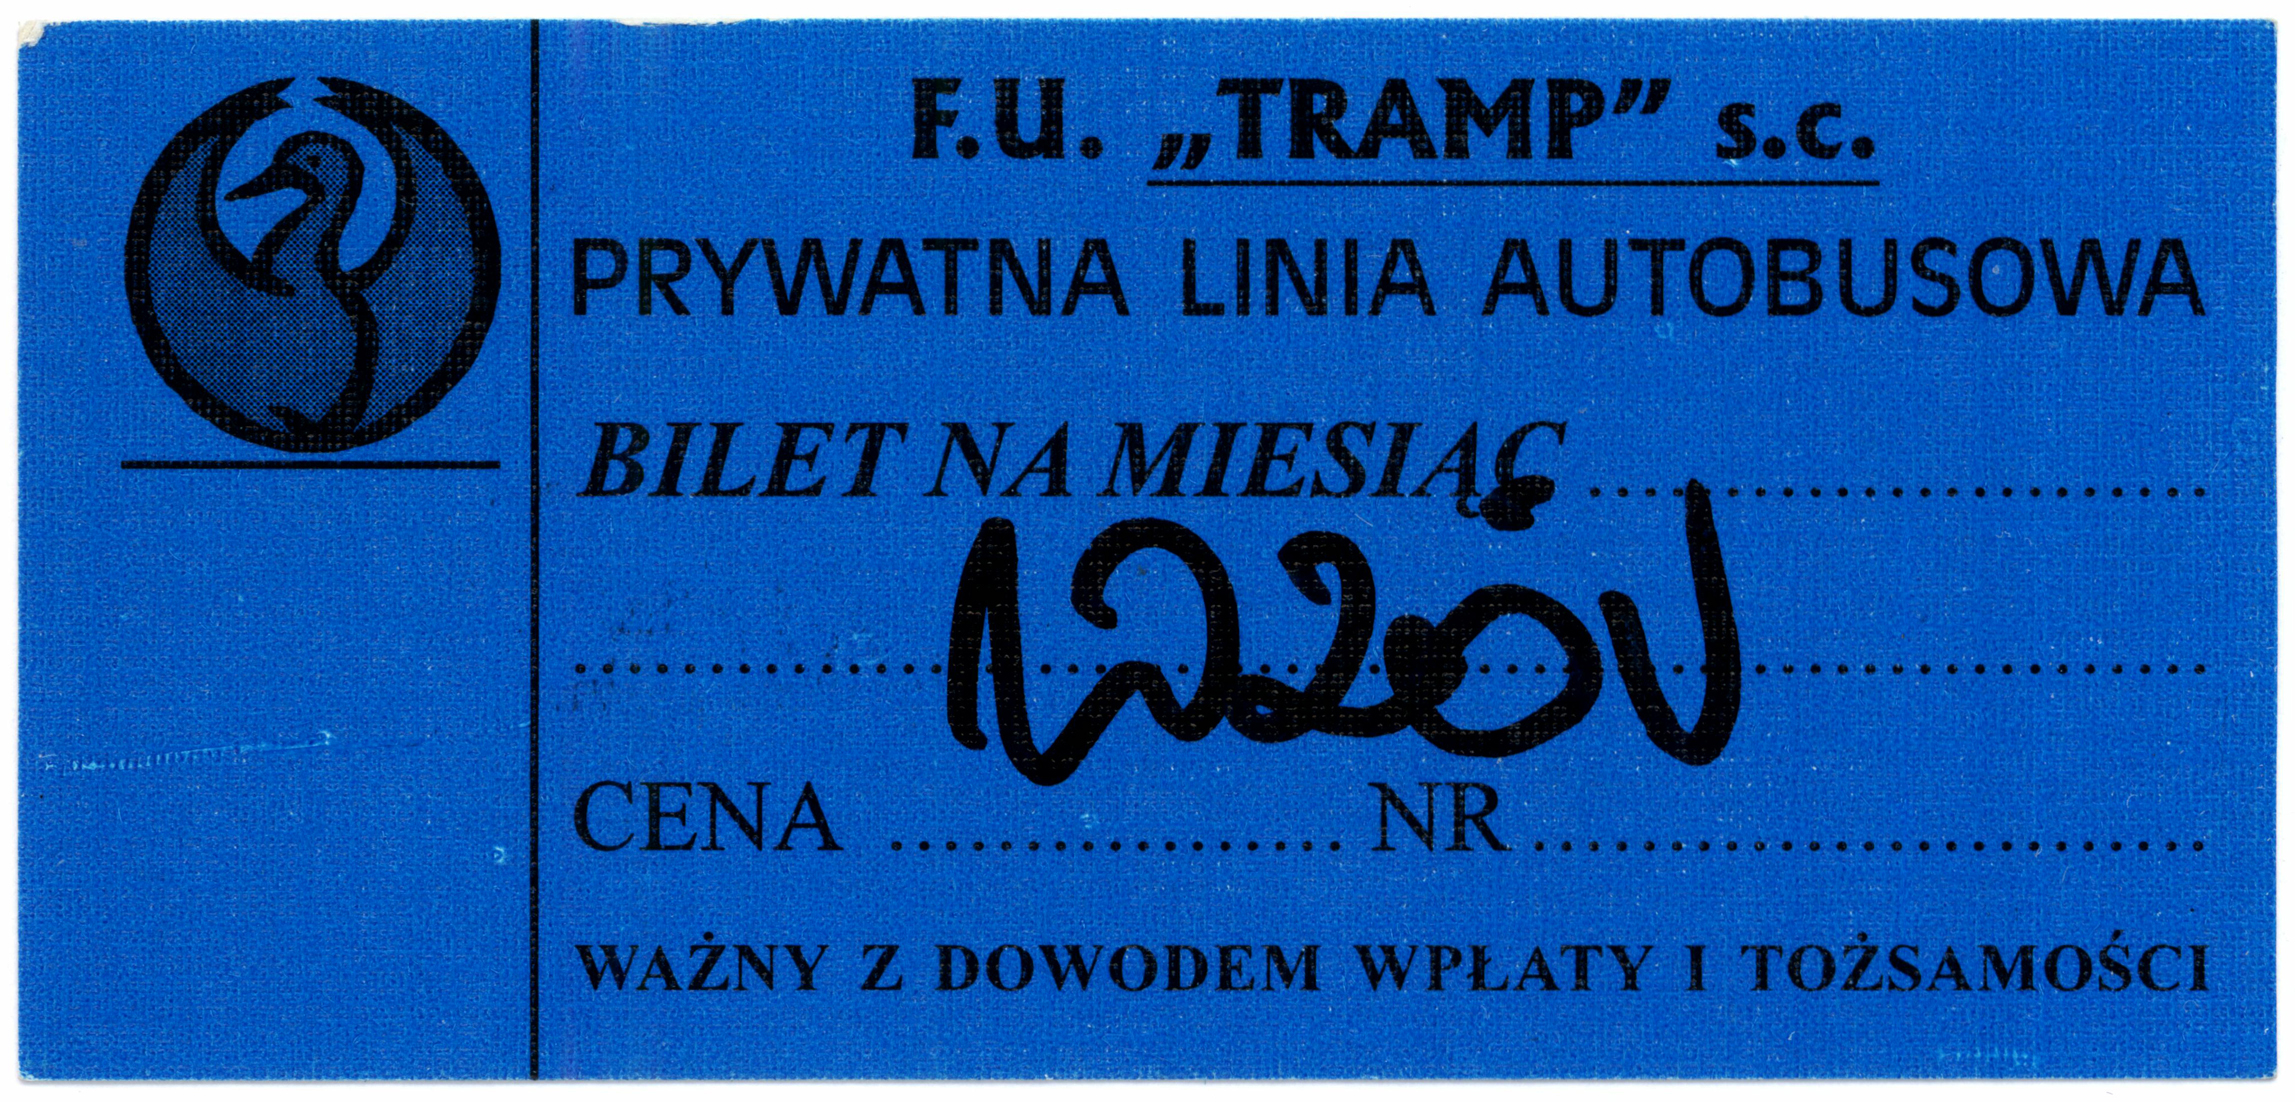 F.U. „TRAMP” s.c.
PRYWATNA LINIA AUTOBUSOWA
BILET NA MIESIĄC ........................
................................................
CENA ................. NR .........................
WAŻNY Z DOWODEM WPŁATY I TOŻSAMOŚCI